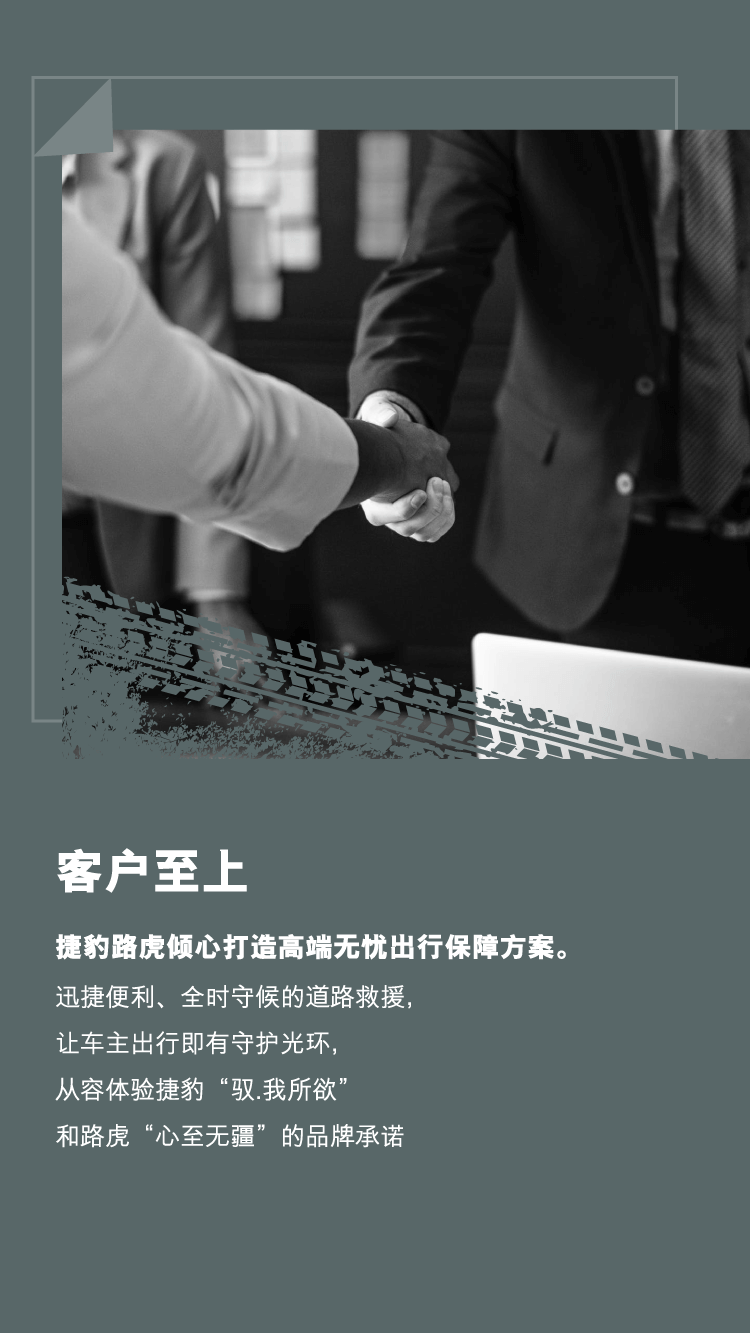 客户至上
捷豹路虎倾心打造高端无忧出行保障方案。
迅捷便利、全时守候的道路救援,
让车主出行即有守护光环,
从容体验捷豹“驭.我所欲”
和路虎“心至无疆”的品牌承诺